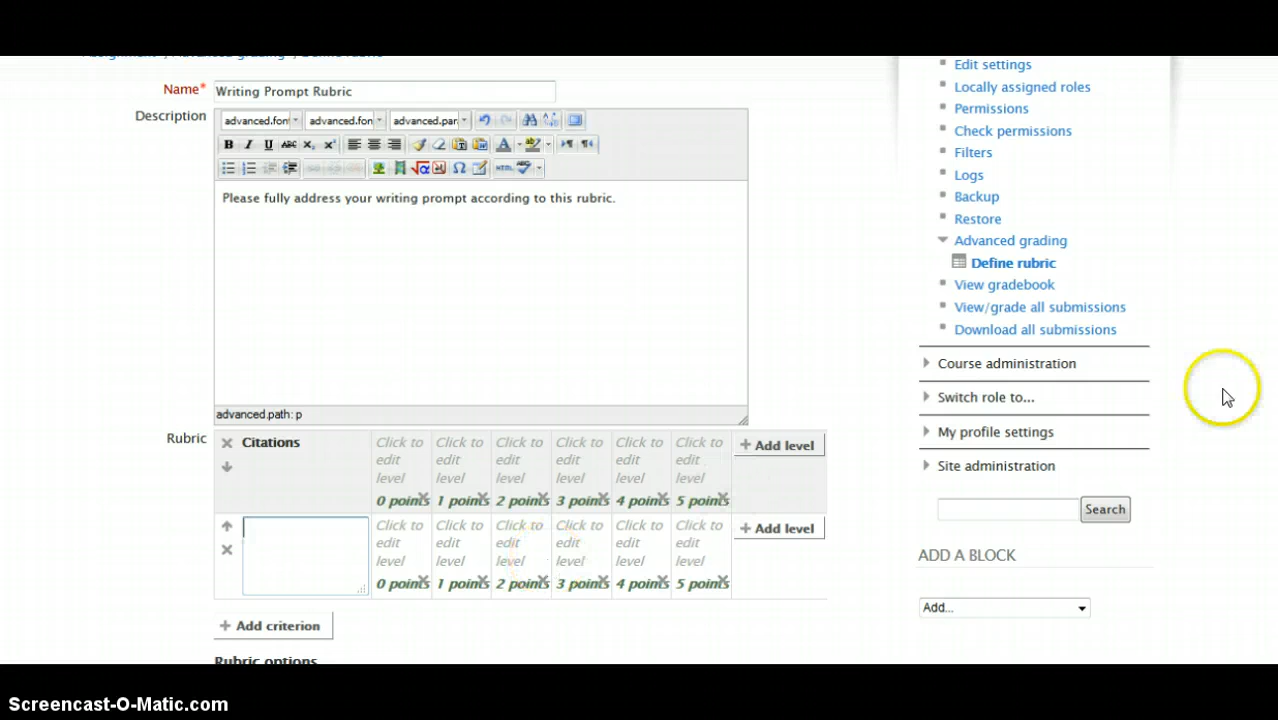 Assignment / Advanced grading / Define rubric
Name* Writing Prompt Rubric
Description advanced.fon advanced.fon advanced.par
Please fully address your writing prompt according to this rubric.
advanced.path: p
Rubric
Citations
Click to edit level
0 points
Click to edit level
1 points
Click to edit level
2 points
Click to edit level
3 points
Click to edit level
4 points
Click to edit level
5 points
+ Add level
Click to edit level
0 points
Click to edit level
1 points
Click to edit level
2 points
Click to edit level
3 points
Click to edit level
4 points
Click to edit level
5 points
+ Add level
+ Add criterion
Rubric options
Edit settings
Locally assigned roles
Permissions
Check permissions
Filters
Logs
Backup
Restore
Advanced grading
Define rubric
View gradebook
View/grade all submissions
Download all submissions
Course administration
Switch role to...
My profile settings
Site administration
Search
ADD A BLOCK
Add...
Screencast-O-Matic.com